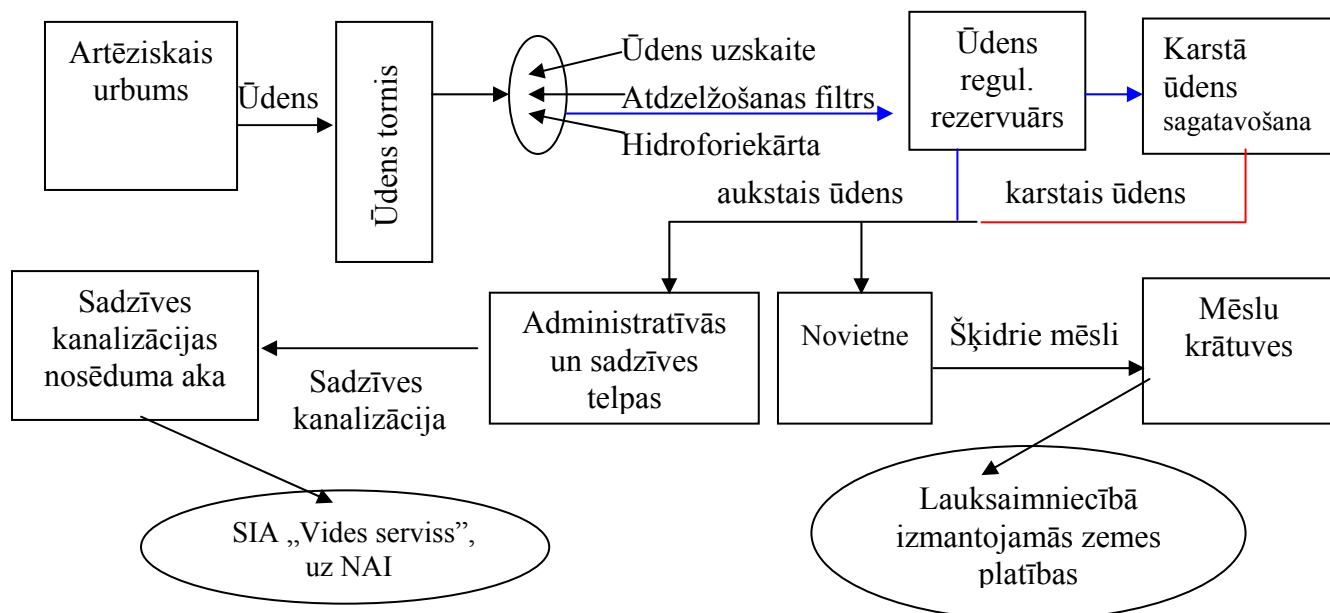 Artēziskais
urbums
Ūdens
Ūdens tornis
Ūdens uzskaite
Atdzelžošanas filtrs
Hidroforiekārta
Ūdens
regul.
rezervuārs
Karstā
ūdens
sagatavošana
aukstais ūdens
karstais ūdens
Sadzīves
kanalizācijas
nosēduma aka
Sadzīves
kanalizācija
Administratīvās
un sadzīves
telpas
Novietne
Šķidrie mēsli
Mēslu
krātuves
SIA „Vides serviss”,
uz NAI
Lauksaimniecībā
izmantojamās zemes
platības